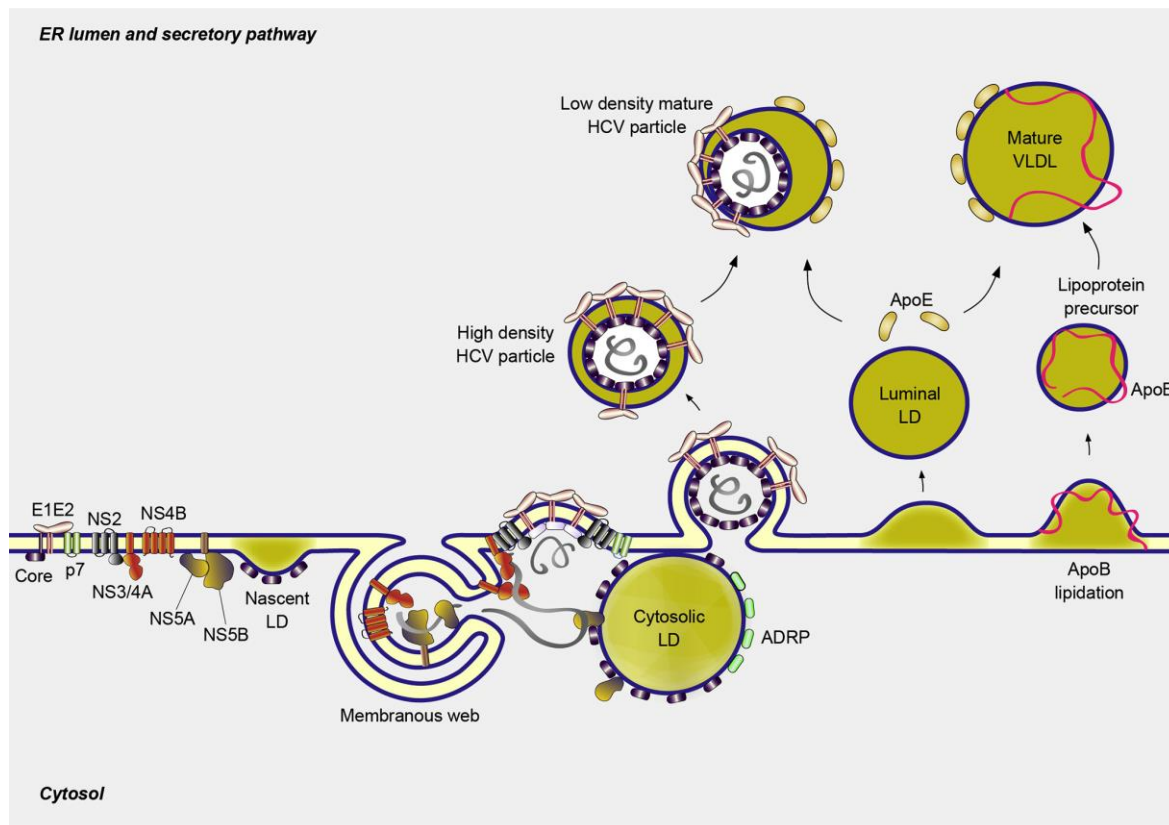 ER lumen and secretory pathway
Low density mature
HCV particle
Mature
VLDL
ApoE
Lipoprotein
precursor
High density
HCV particle
Luminal
LD
ApoE
E1E2
NS2
NS4B
Core
p7
NS3/4A
NS5A
NS5B
Nascent
LD
Cytosolic
LD
ADRP
ApoB
lipidation
Membranous web
Cytosol